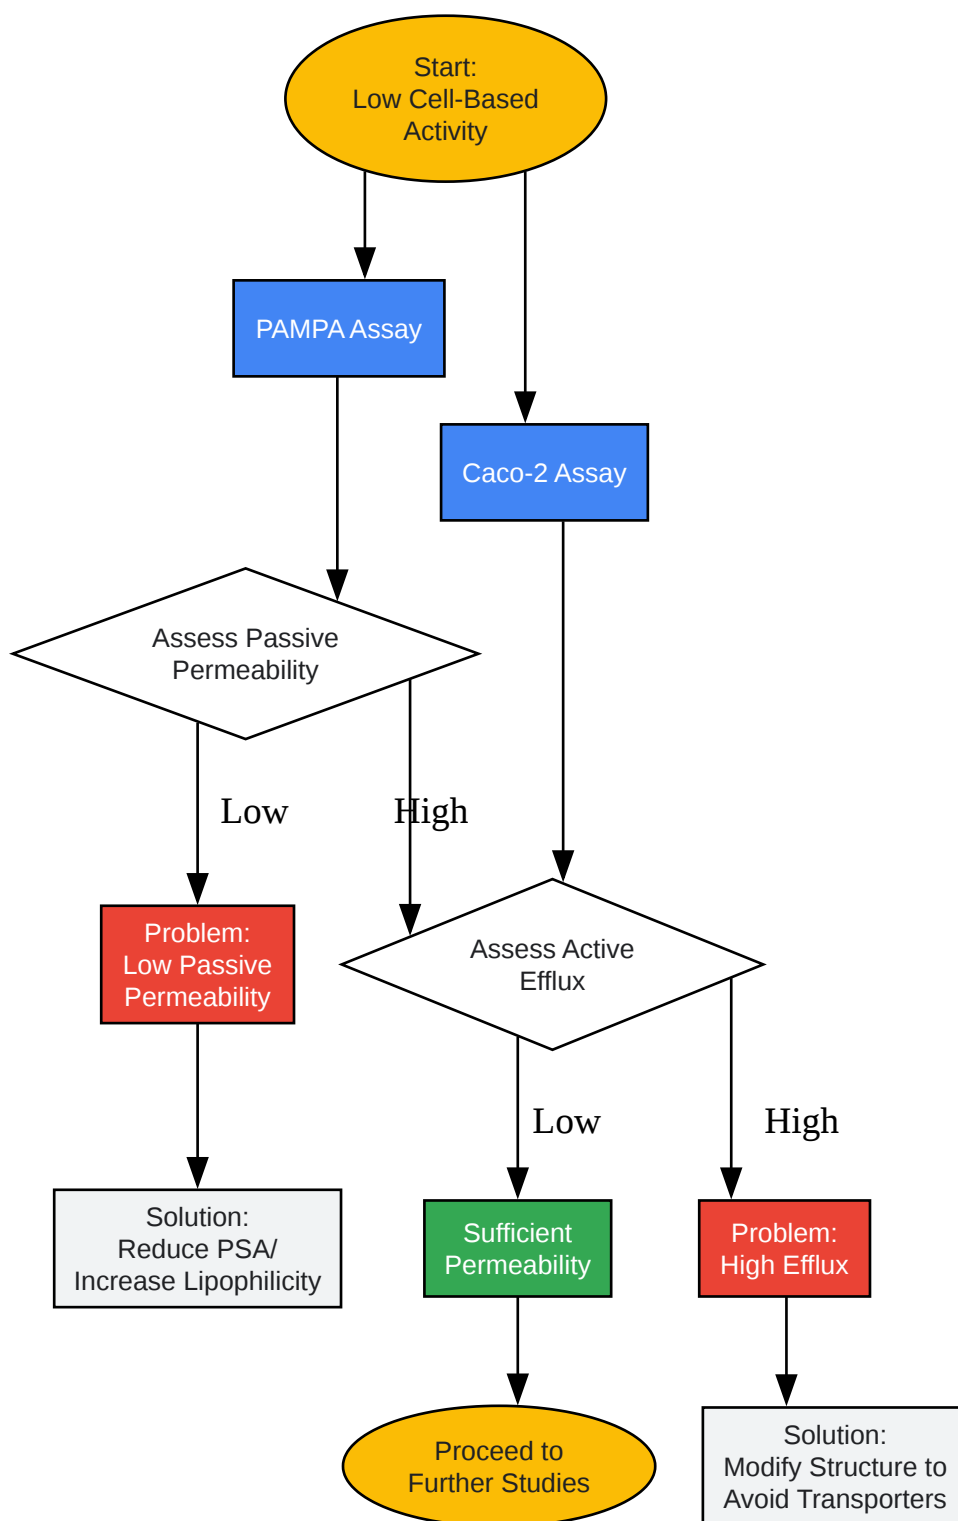 Start:
Low Cell-Based
Activity
PAMPA Assay
Caco-2 Assay
Assess Passive
Permeability
Low
High
Problem:
Low Passive
Permeability
Assess Active
Efflux
Low
High
Solution:
Reduce PSA/
Increase Lipophilicity
Sufficient
Permeability
Problem:
High Efflux
Proceed to
Further Studies
Solution:
Modify Structure to
Avoid Transporters